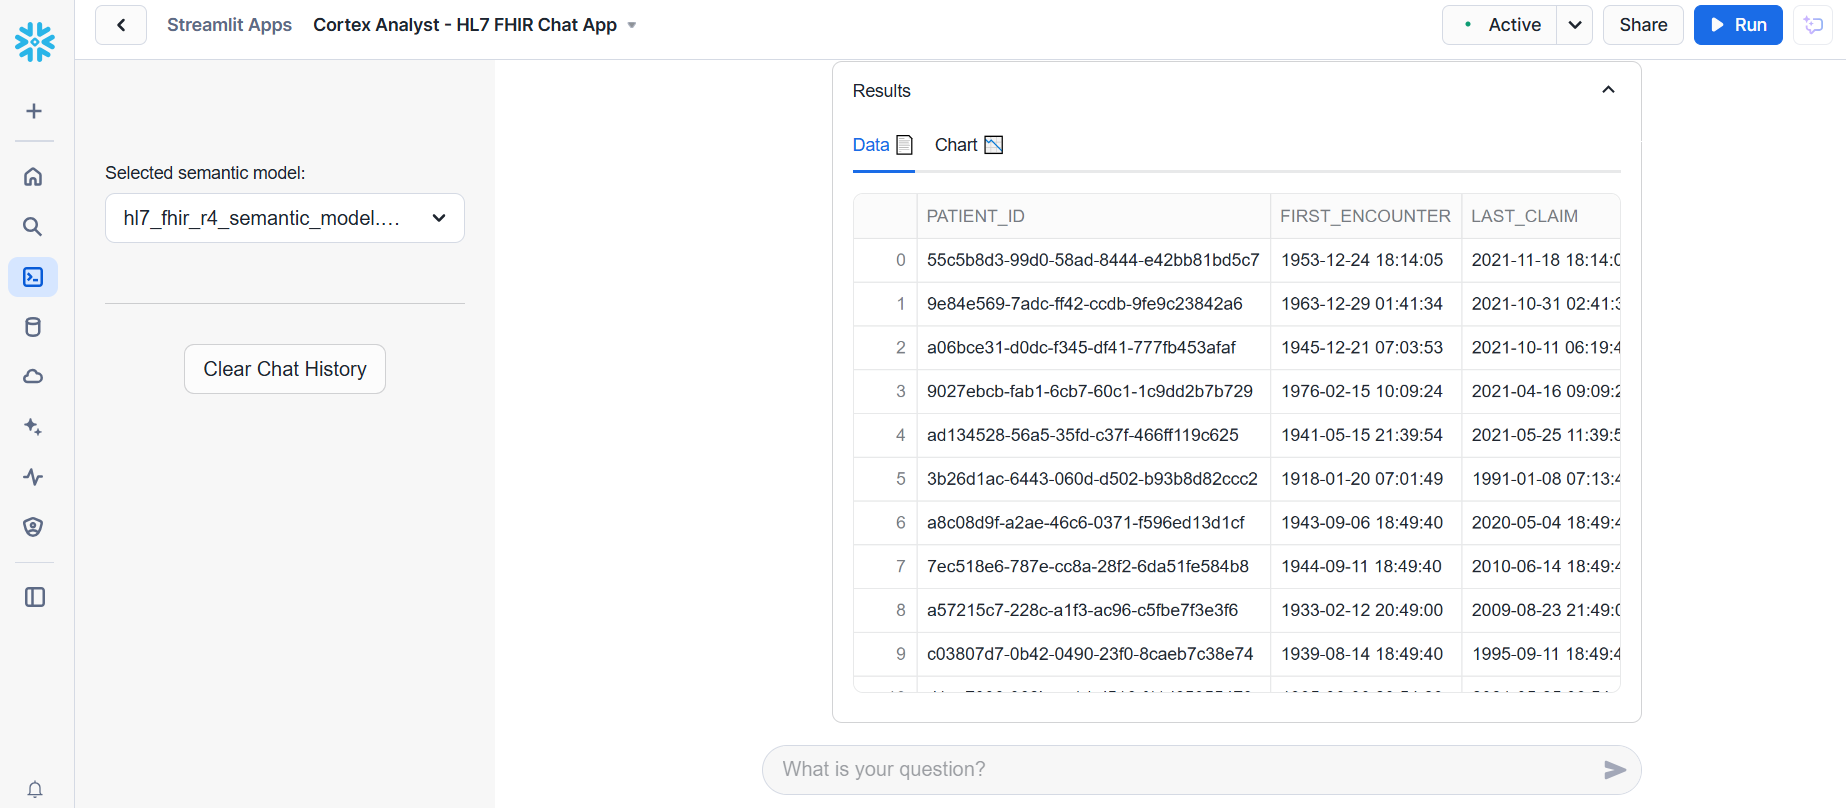 Streamlit Apps Cortex Analyst - HL7 FHIR Chat App
Active
Share
Run
Selected semantic model:
hl7_fhir_r4_semantic_model....
Clear Chat History
Results
Data Chart
PATIENT_ID FIRST_ENCOUNTER LAST_CLAIM
0 55c5b8d3-99d0-58ad-8444-e42bb81bd5c7 1953-12-24 18:14:05 2021-11-18 18:14:0
1 9e84e569-7adc-ff42-ccdb-9fe9c23842a6 1963-12-29 01:41:34 2021-10-31 02:41:3
2 a06bce31-d0dc-f345-df41-777fb453afaf 1945-12-21 07:03:53 2021-10-11 06:19:4
3 9027ebcb-fab1-6cb7-60c1-1c9dd2b7b729 1976-02-15 10:09:24 2021-04-16 09:09:2
4 ad134528-56a5-35fd-c37f-466ff119c625 1941-05-15 21:39:54 2021-05-25 11:39:5
5 3b26d1ac-6443-060d-d502-b93b8d82ccc2 1918-01-20 07:01:49 1991-01-08 07:13:4
6 a8c08d9f-a2ae-46c6-0371-f596ed13d1cf 1943-09-06 18:49:40 2020-05-04 18:49:4
7 7ec518e6-787e-cc8a-28f2-6da51fe584b8 1944-09-11 18:49:40 2010-06-14 18:49:4
8 a57215c7-228c-a1f3-ac96-c5fbe7f3e3f6 1933-02-12 20:49:00 2009-08-23 21:49:0
9 c03807d7-0b42-0490-23f0-8caeb7c38e74 1939-08-14 18:49:40 1995-09-11 18:49:4
What is your question?